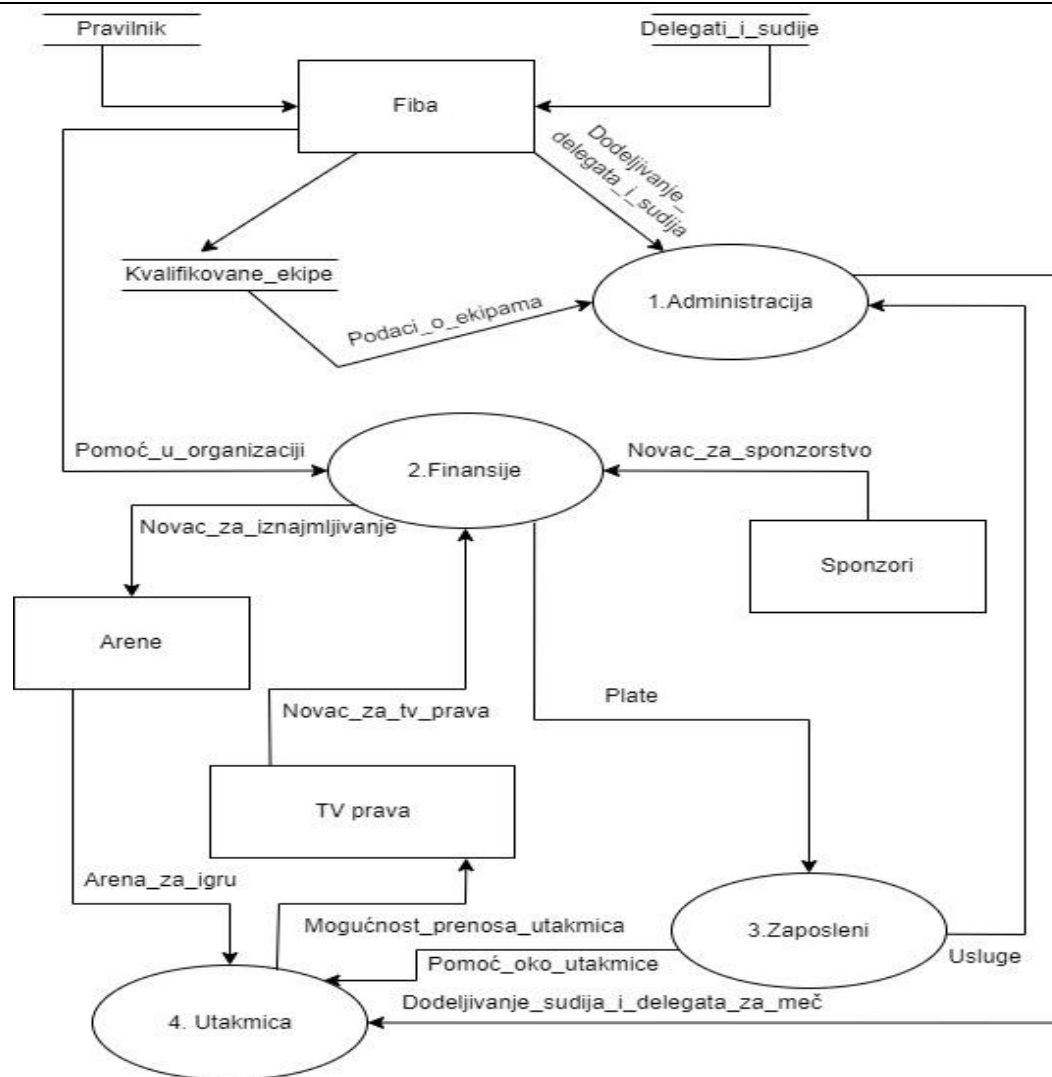 Pravilnik
Delegati_i_sudije
Fiba
Dodeljivanje_
delegata_i_sudija
Kvalifikovane_ekipe
1.Administracija
Podaci_o_ekipama
Pomoć_u_organizaciji
2.Finansije
Novac_za_sponzorstvo
Novac_za_iznajmljivanje
Sponzori
Arene
Plate
Novac_za_tv_prava
TV prava
Arena_za_igru
Mogućnost_prenosa_utakmica
3.Zaposleni
Usluge
Pomoć_oko_utakmice
Dodeljivanje_sudija_i_delegata_za_meč
4. Utakmica